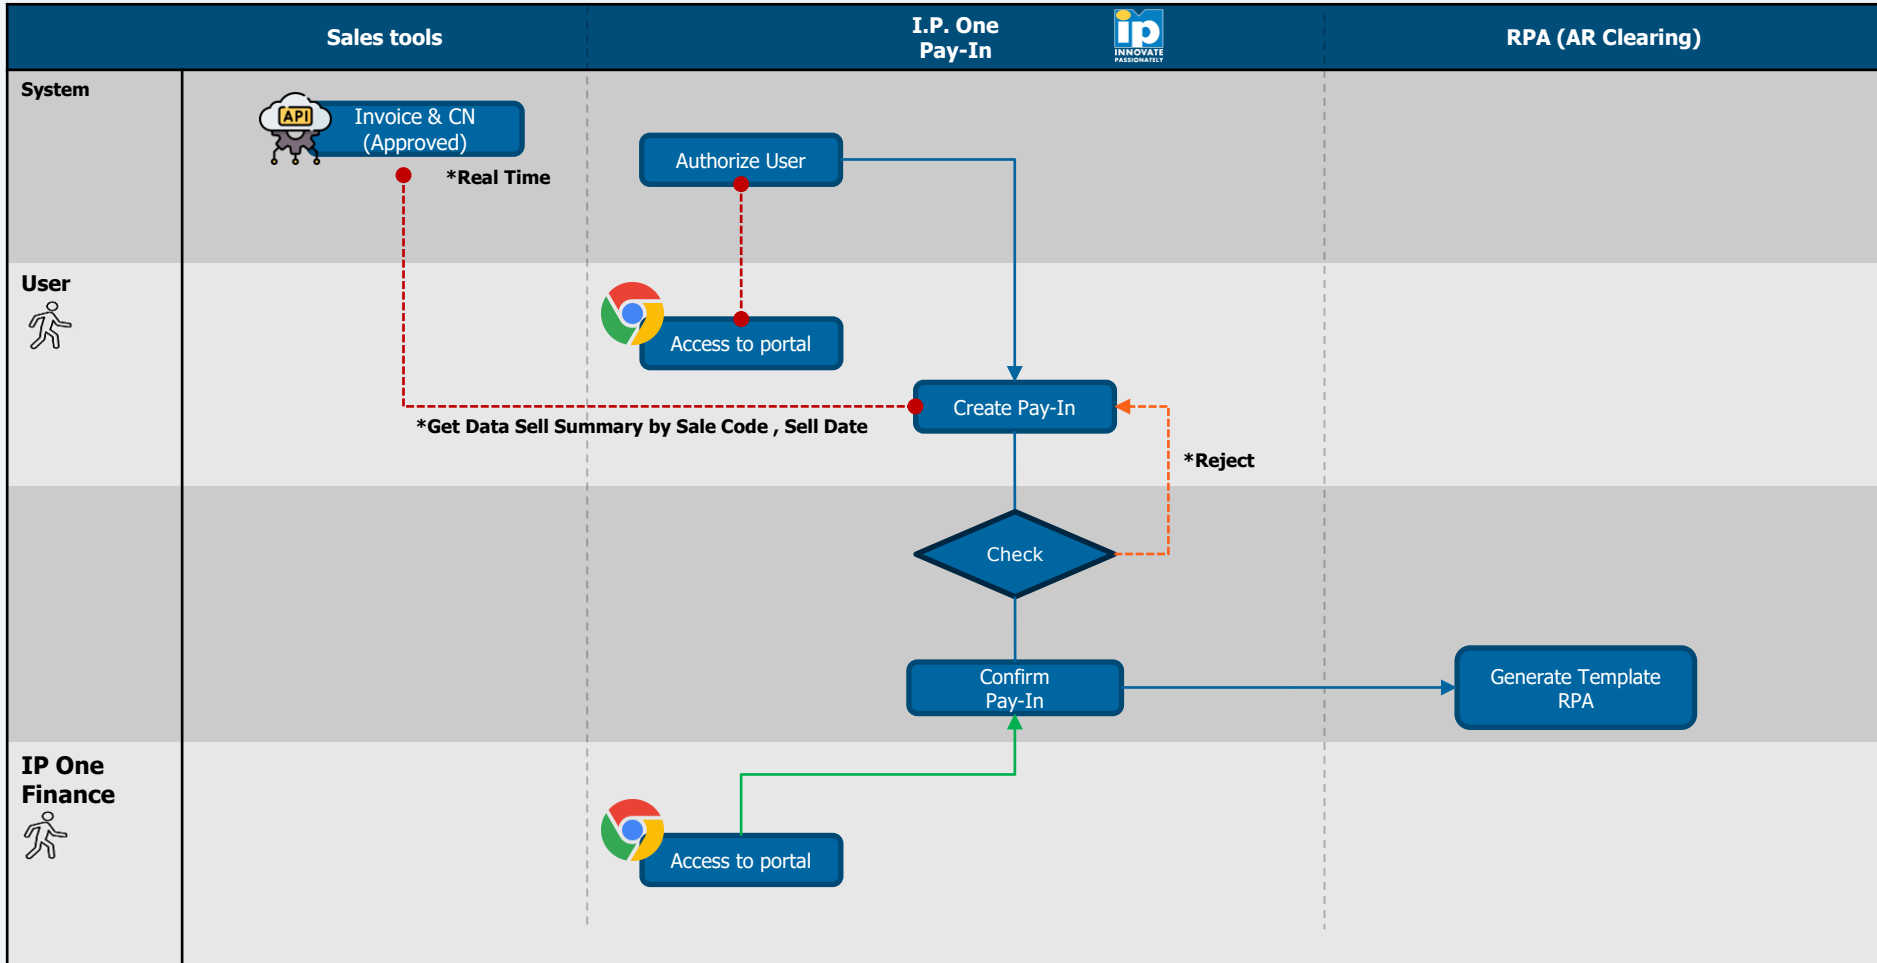 Sales tools
I.P. One
Pay-In
ip
INNOVATE
PASSIONATELY
RPA (AR Clearing)
System
API
Invoice & CN
(Approved)
*Real Time
Authorize User
User
Access to portal
Create Pay-In
*Get Data Sell Summary by Sale Code , Sell Date
*Reject
Check
Confirm
Pay-In
Generate Template
RPA
IP One
Finance
Access to portal